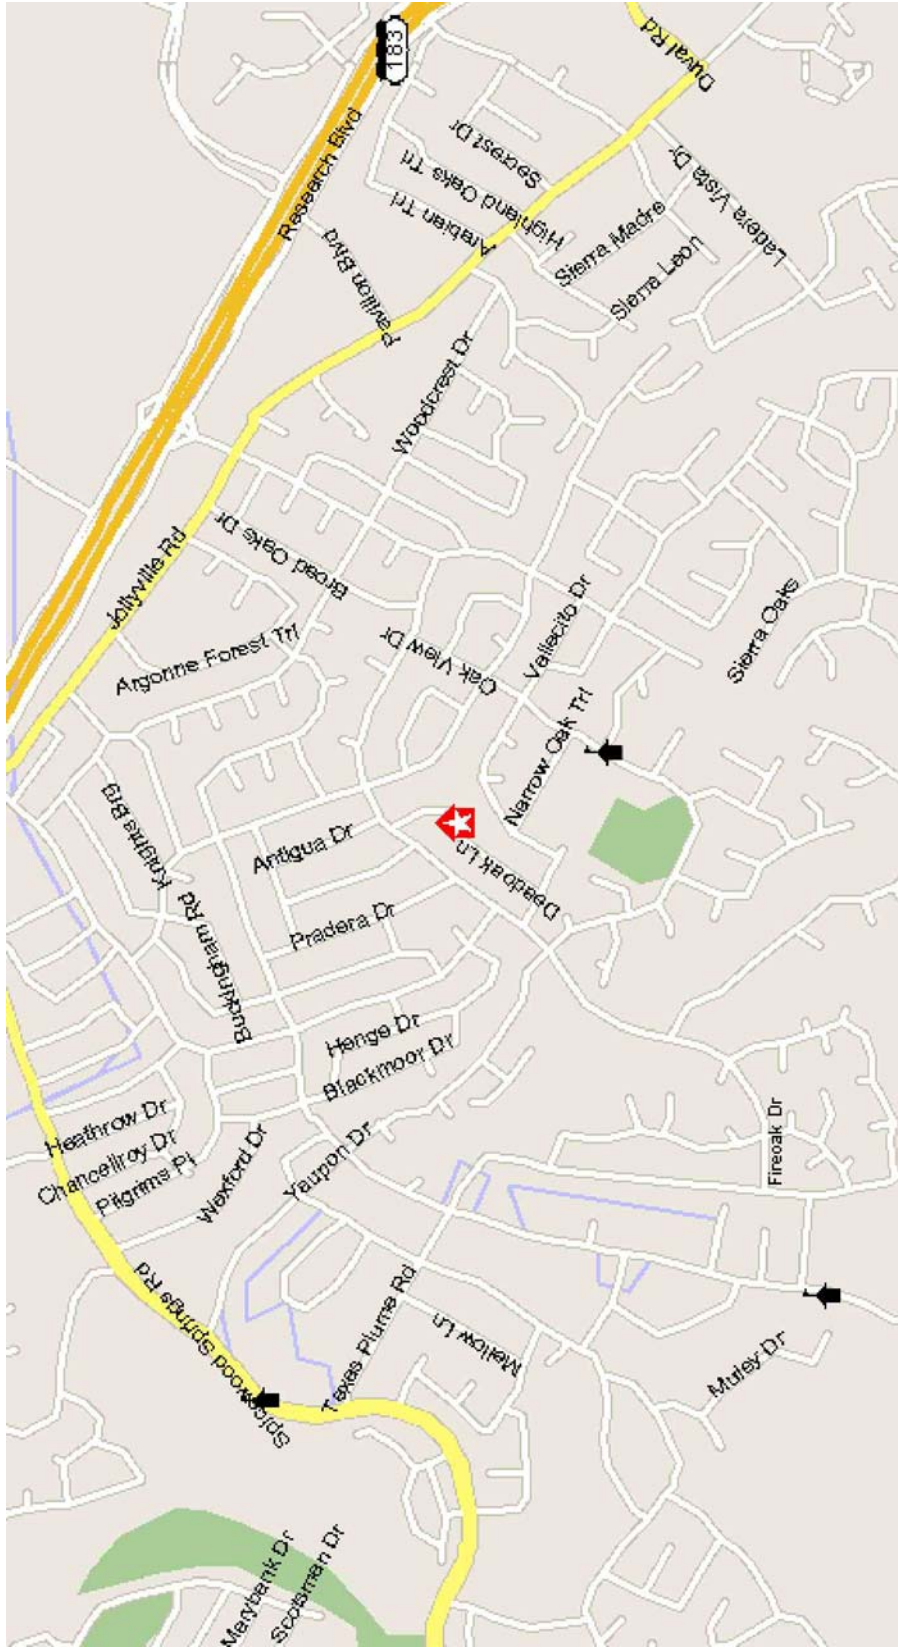 183
Duval Rd
Research Blvd
Secrest Dr
Highland Oaks Trl
Arabian Trl
Ladera Vista Dr
Sierra Madre
Sierra Leon
Pavilion Blvd
Woodcrest Dr
Jollyville Rd
Broad Oaks Dr
Vallecito Dr
Sierra Oaks
Argonne Forest Trl
Oak View Dr
Narrow Oak Trl
Knights Brg
Antigua Dr
Deadoak Ln
Buckingham Rd
Pradera Dr
Henge Dr
Blackmoor Dr
Heathrow Dr
Fireoak Dr
Chancellroy Dr
Pilgrims Pl
Wexford Dr
Yaupon Dr
Spicewood Springs Rd
Texas Plume Rd
Mellow Ln
Muley Dr
Marybank Dr
Scotsman Dr